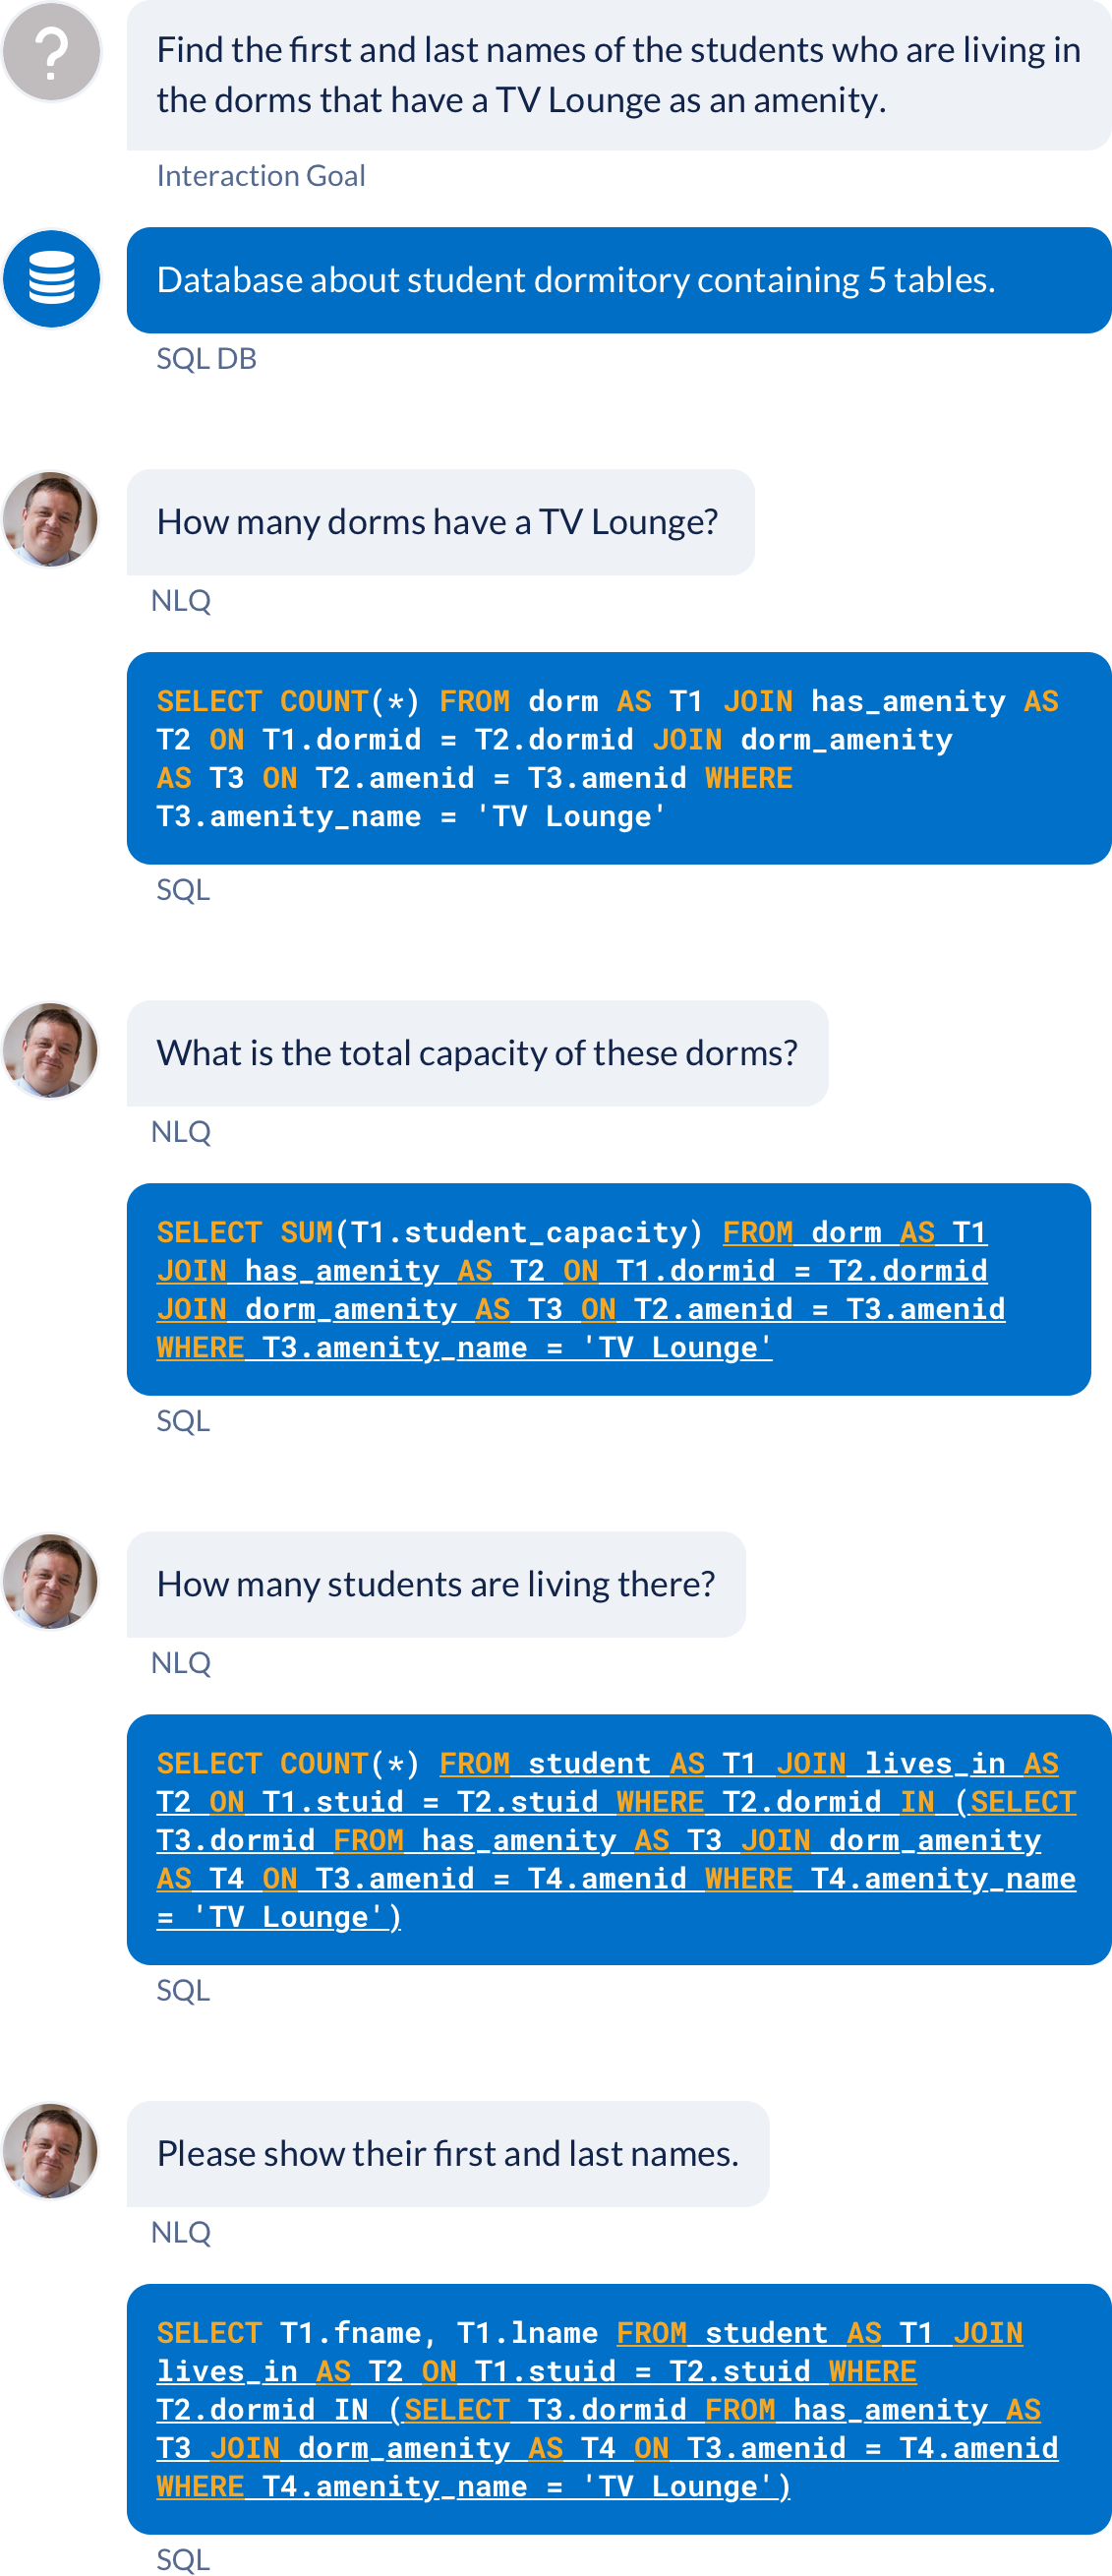 ?
Find the first and last names of the students who are living in
the dorms that have a TV Lounge as an amenity.
Interaction Goal
Database about student dormitory containing 5 tables.
SQL DB
How many dorms have a TV Lounge?
NLQ
SELECT COUNT(*) FROM dorm AS T1 JOIN has_amenity AS
T2 ON T1.dormid = T2.dormid JOIN dorm_amenity
AS T3 ON T2.amenid = T3.amenid WHERE
T3.amenity_name = 'TV Lounge'
SQL
What is the total capacity of these dorms?
NLQ
SELECT SUM(T1.student_capacity) FROM dorm AS T1
JOIN has_amenity AS T2 ON T1.dormid = T2.dormid
JOIN dorm_amenity AS T3 ON T2.amenid = T3.amenid
WHERE T3.amenity_name = 'TV Lounge'
SQL
How many students are living there?
NLQ
SELECT COUNT(*) FROM student AS T1 JOIN lives_in AS
T2 ON T1.stuid = T2.stuid WHERE T2.dormid IN (SELECT
T3.dormid FROM has_amenity AS T3 JOIN dorm_amenity
AS T4 ON T3.amenid = T4.amenid WHERE T4.amenity_name
= 'TV Lounge')
SQL
Please show their first and last names.
NLQ
SELECT T1.fname, T1.lname FROM student AS T1 JOIN
lives_in AS T2 ON T1.stuid = T2.stuid WHERE
T2.dormid IN (SELECT T3.dormid FROM has_amenity AS
T3 JOIN dorm_amenity AS T4 ON T3.amenid = T4.amenid
WHERE T4.amenity_name = 'TV Lounge')
SQL